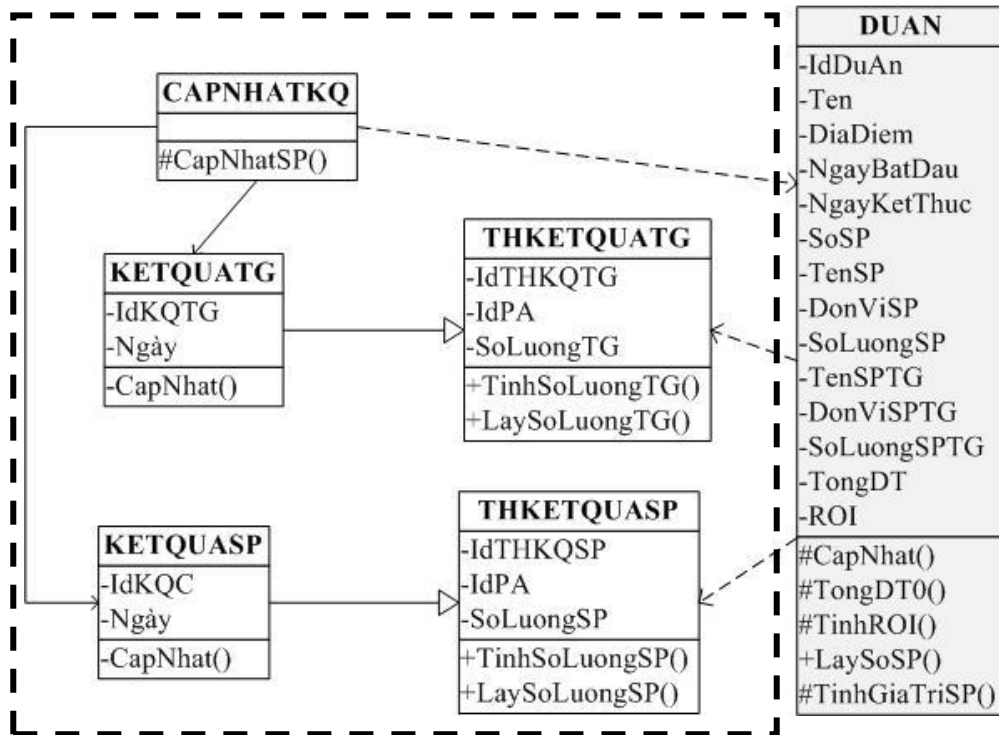 CAPNHATKQ
#CapNhatSP()
KETQUATG
-IdKQTG
-Ngày
-CapNhat()
THKETQUATG
-IdTHKQTG
-IdPA
-SoLuongTG
+TinhSoLuongTG()
+LaySoLuongTG()
KETQUASP
-IdKQC
-Ngày
-CapNhat()
THKETQUASP
-IdTHKQSP
-IdPA
-SoLuongSP
+TinhSoLuongSP()
+LaySoLuongSP()
DUAN
-IdDuAn
-Ten
-DiaDiem
-NgayBatDau
-NgayKetThuc
-SoSP
-TenSP
-DonViSP
-SoLuongSP
-TenSPTG
-DonViSPTG
-SoLuongSPTG
-TongDT
-ROI
#CapNhat()
#TongDT0()
#TinhROI()
+LaySoSP()
#TinhGiaTriSP()